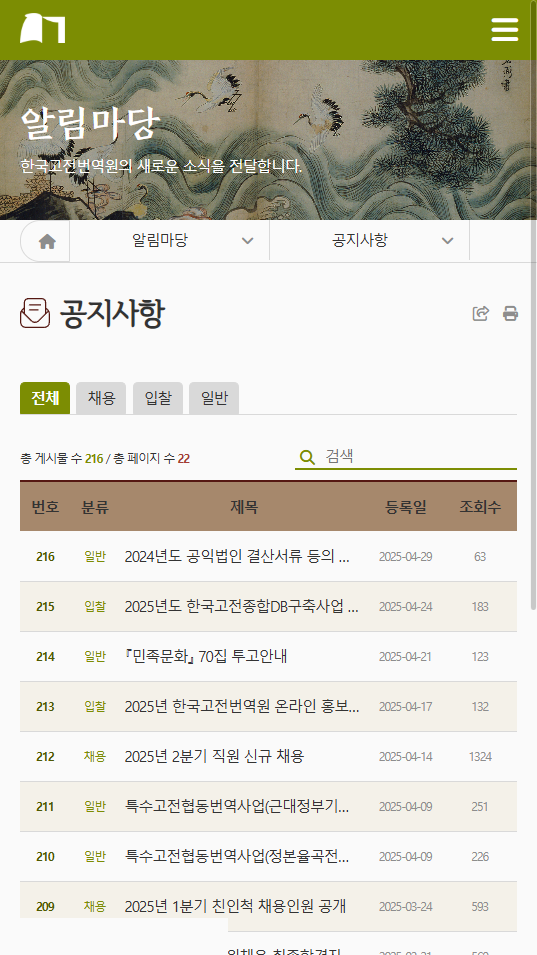 알림마당
한국고전번역원의 새로운 소식을 전달합니다.
알림마당 공지사항
공지사항
전체 채용 입찰 일반
총 게시물 수 216 / 총 페이지 수 22 검색
번호 분류 제목 등록일 조회수
216 일반 2024년도 공익법인 결산서류 등의 ... 2025-04-29 63
215 입찰 2025년도 한국고전종합DB구축사업 ... 2025-04-24 183
214 일반 『민족문화』 70집 투고안내 2025-04-21 123
213 입찰 2025년 한국고전번역원 온라인 홍보... 2025-04-17 132
212 채용 2025년 2분기 직원 신규 채용 2025-04-14 1324
211 일반 특수고전협동번역사업(근대정부기... 2025-04-09 251
210 일반 특수고전협동번역사업(정본율곡전... 2025-04-09 226
209 채용 2025년 1분기 친인척 채용인원 공개 2025-03-24 593